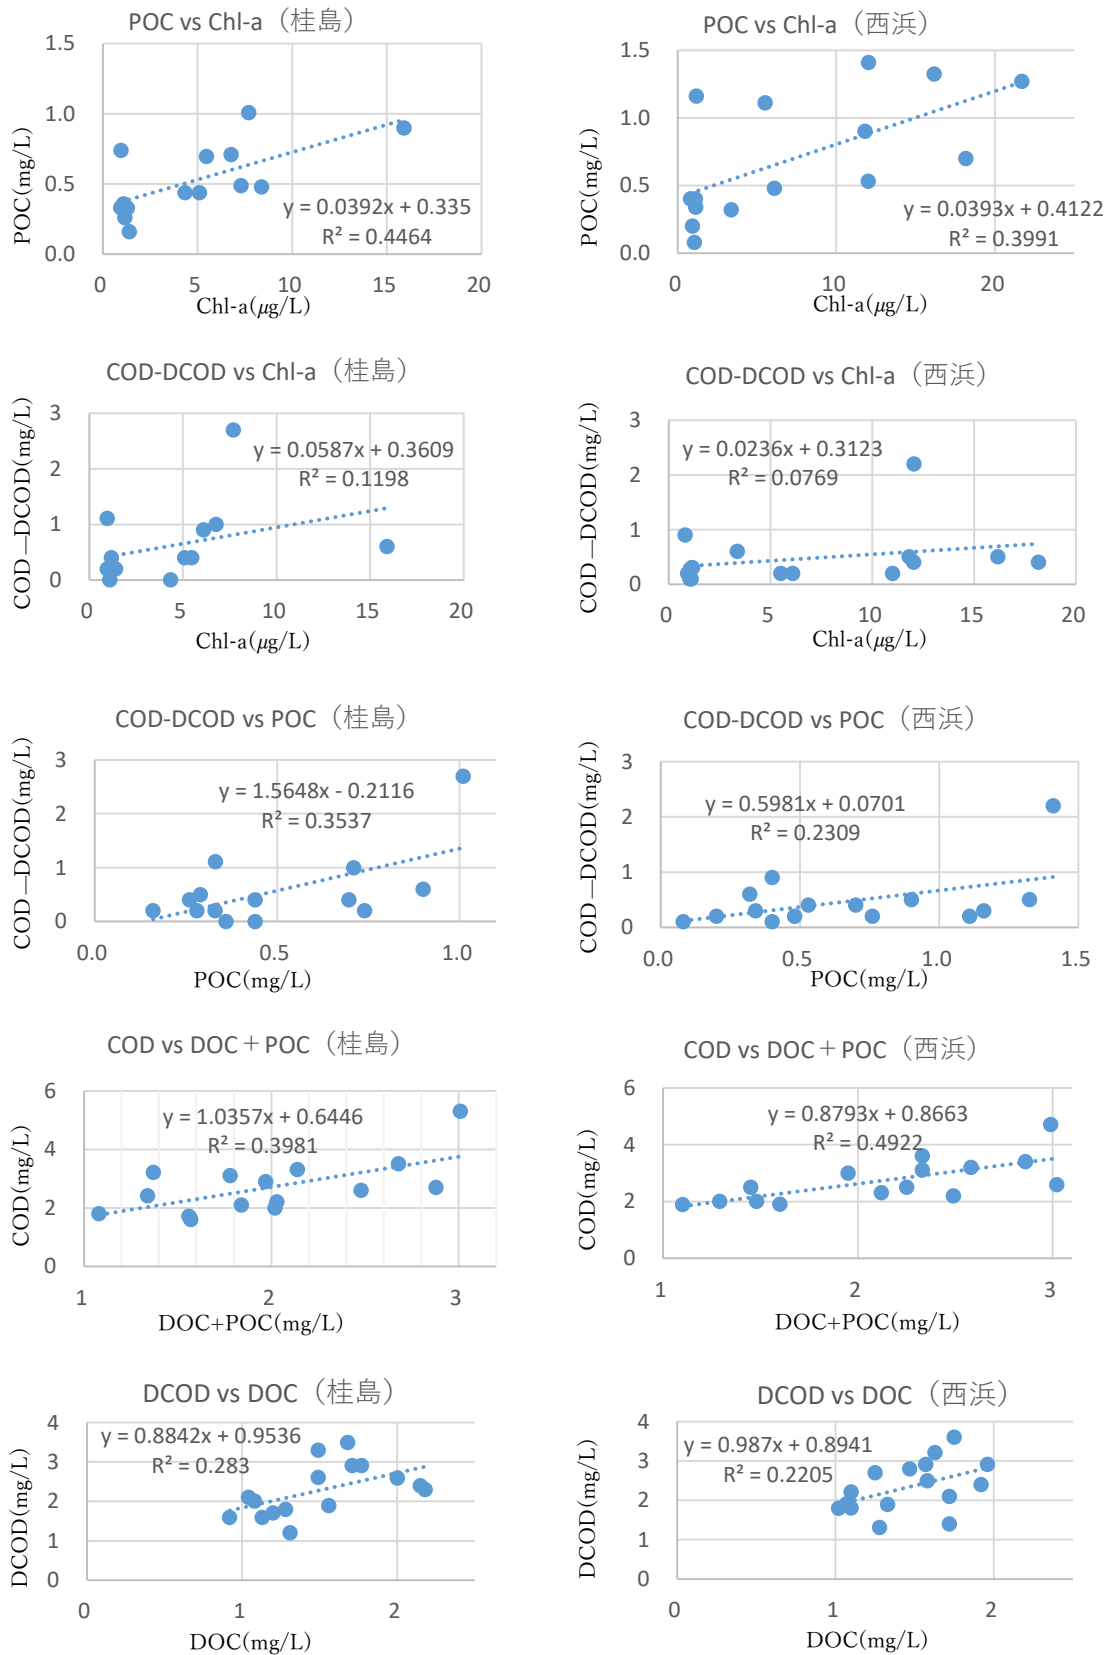 POC vs Chl-a（桂島）
POC(mg/L)
1.5
1.0
0.5
0.0
y = 0.0392x + 0.335
R² = 0.4464
0 5 10 15 20
Chl-a(μg/L)
POC vs Chl-a（西浜）
POC(mg/L)
1.5
1.0
0.5
0.0
y = 0.0393x + 0.4122
R² = 0.3991
0 10 20
Chl-a(μg/L)
COD-DCOD vs Chl-a（桂島）
COD－DCOD(mg/L)
3
2
1
0
y = 0.0587x + 0.3609
R² = 0.1198
0 5 10 15 20
Chl-a(μg/L)
COD-DCOD vs Chl-a（西浜）
COD－DCOD(mg/L)
3
2
1
0
y = 0.0236x + 0.3123
R² = 0.0769
0 5 10 15 20
Chl-a(μg/L)
COD-DCOD vs POC（桂島）
COD－DCOD(mg/L)
3
2
1
0
y = 1.5648x - 0.2116
R² = 0.3537
0.0 0.5 1.0
POC(mg/L)
COD-DCOD vs POC（西浜）
COD－DCOD(mg/L)
3
2
1
0
y = 0.5981x + 0.0701
R² = 0.2309
0.0 0.5 1.0 1.5
POC(mg/L)
COD vs DOC＋POC（桂島）
COD(mg/L)
6
4
2
0
y = 1.0357x + 0.6446
R² = 0.3981
1 2 3
DOC+POC(mg/L)
COD vs DOC＋POC（西浜）
COD(mg/L)
6
4
2
0
y = 0.8793x + 0.8663
R² = 0.4922
1 2 3
DOC+POC(mg/L)
DCOD vs DOC（桂島）
DCOD(mg/L)
4
3
2
1
0
y = 0.8842x + 0.9536
R² = 0.283
0 1 2
DOC(mg/L)
DCOD vs DOC（西浜）
DCOD(mg/L)
4
3
2
1
0
y = 0.987x + 0.8941
R² = 0.2205
0 1 2
DOC(mg/L)